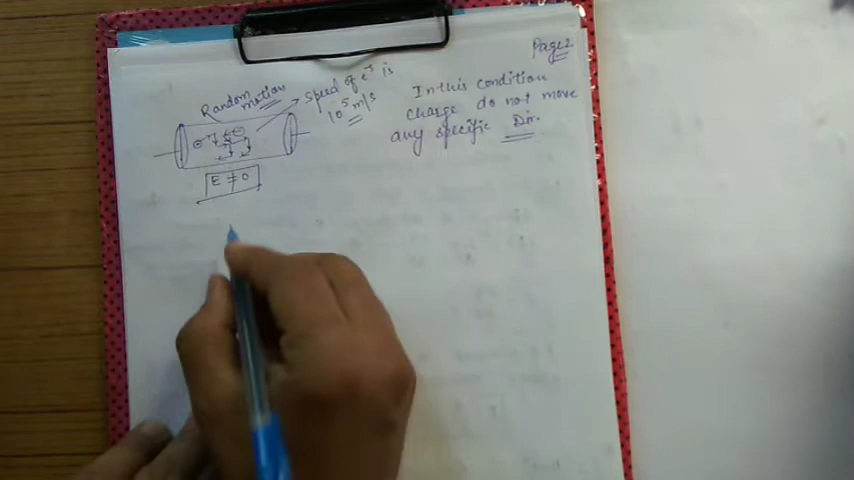 Page2
Random
motion
speed of e⁻s is
10⁵ m/s
In this condition
charge do not move
any specific Dir.
E ≠ 0